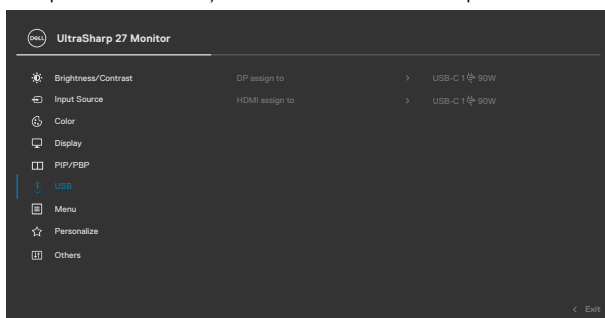 DELL UltraSharp 27 Monitor
Brightness/Contrast DP assign to > USB-C 1 90W
Input Source HDMI assign to > USB-C 1 90W
Color
Display
PIP/PBP
USB
Menu
Personalize
Others
< Exit